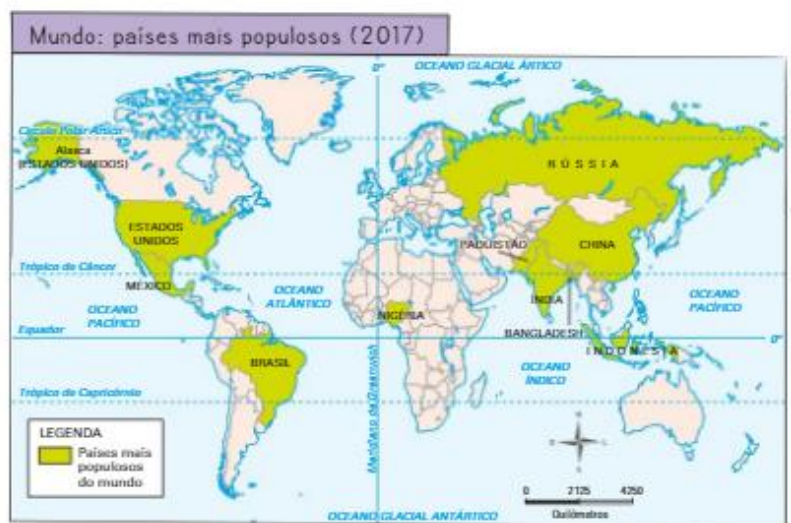 Mundo: países mais populosos (2017)
0°
OCEANO GLACIAL ÁRTICO
Círculo Polar Ártico
Alasca
(ESTADOS UNIDOS)
RÚSSIA
ESTADOS
UNIDOS
PAQUISTÃO
CHINA
Trópico de Câncer
MÉXICO
OCEANO
ATLÂNTICO
OCEANO
PACÍFICO
NIGÉRIA
ÍNDIA
OCEANO
PACÍFICO
BANGLADESH
Equador
0°
INDONÉSIA
BRASIL
OCEANO
ÍNDICO
Trópico de Capricórnio
Meridiano de Greenwich
LEGENDA
Países mais
populosos
do mundo
N
O
L
S
0 2125 4250
Quilômetros
OCEANO GLACIAL ANTÁRTICO